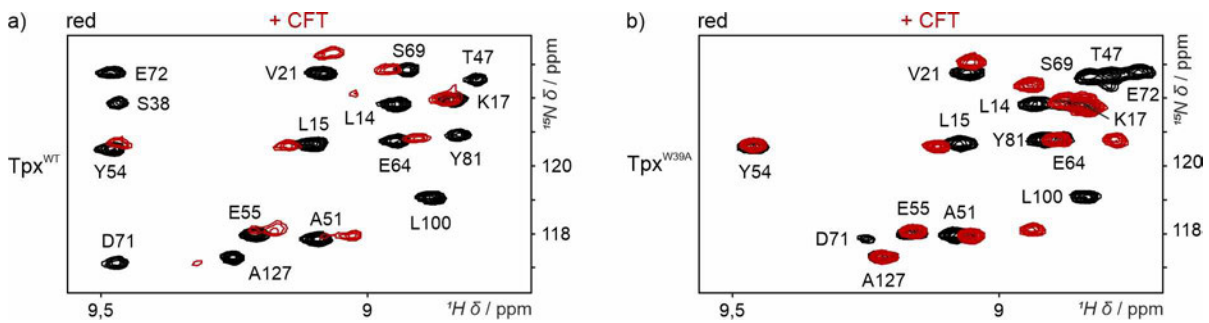 a) red + CFT
E72 V21 S69 T47
S38 L14 K17
L15
Tpx^WT Y54 E64 Y81 120
E55 A51 L100
D71 A127 118
9,5 9 ¹H δ / ppm
¹⁵N δ / ppm
b) red + CFT
V21 S69 T47
L14 E72
L15 K17
Tpx^W39A Y54 Y81 E64 120
E55 A51
D71 118
A127 L100
9,5 9 ¹H δ / ppm
¹⁵N δ / ppm